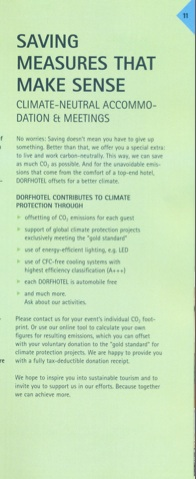 11
SAVING
MEASURES THAT
MAKE SENSE
CLIMATE-NEUTRAL ACCOMMO-
DATION & MEETINGS
No worries: Saving doesn't mean you have to give up
something. Better than that, we offer you a special extra:
to live and work carbon-neutrally. This way, we can save
as much CO₂ as possible. And for the unavoidable emis-
sions that come from the comfort of a top-end hotel,
DORFHOTEL offsets for a better climate.
DORFHOTEL CONTRIBUTES TO CLIMATE
PROTECTION THROUGH
offsetting of CO₂ emissions for each guest
support of global climate protection projects
exclusively meeting the "gold standard"
use of energy-efficient lighting, e.g. LED
use of CFC-free cooling systems with
highest efficiency classification (A+++)
each DORFHOTEL is automobile free
and much more.
Ask about our activities.
Please contact us for your event's individual CO₂ foot-
print. Or use our online tool to calculate your own
figures for resulting emissions, which you can offset
with your voluntary donation to the "gold standard" for
climate protection projects. We are happy to provide you
with a fully tax-deductible donation receipt.
We hope to inspire you into sustainable tourism and to
invite you to support us in our efforts. Because together
we can achieve more.